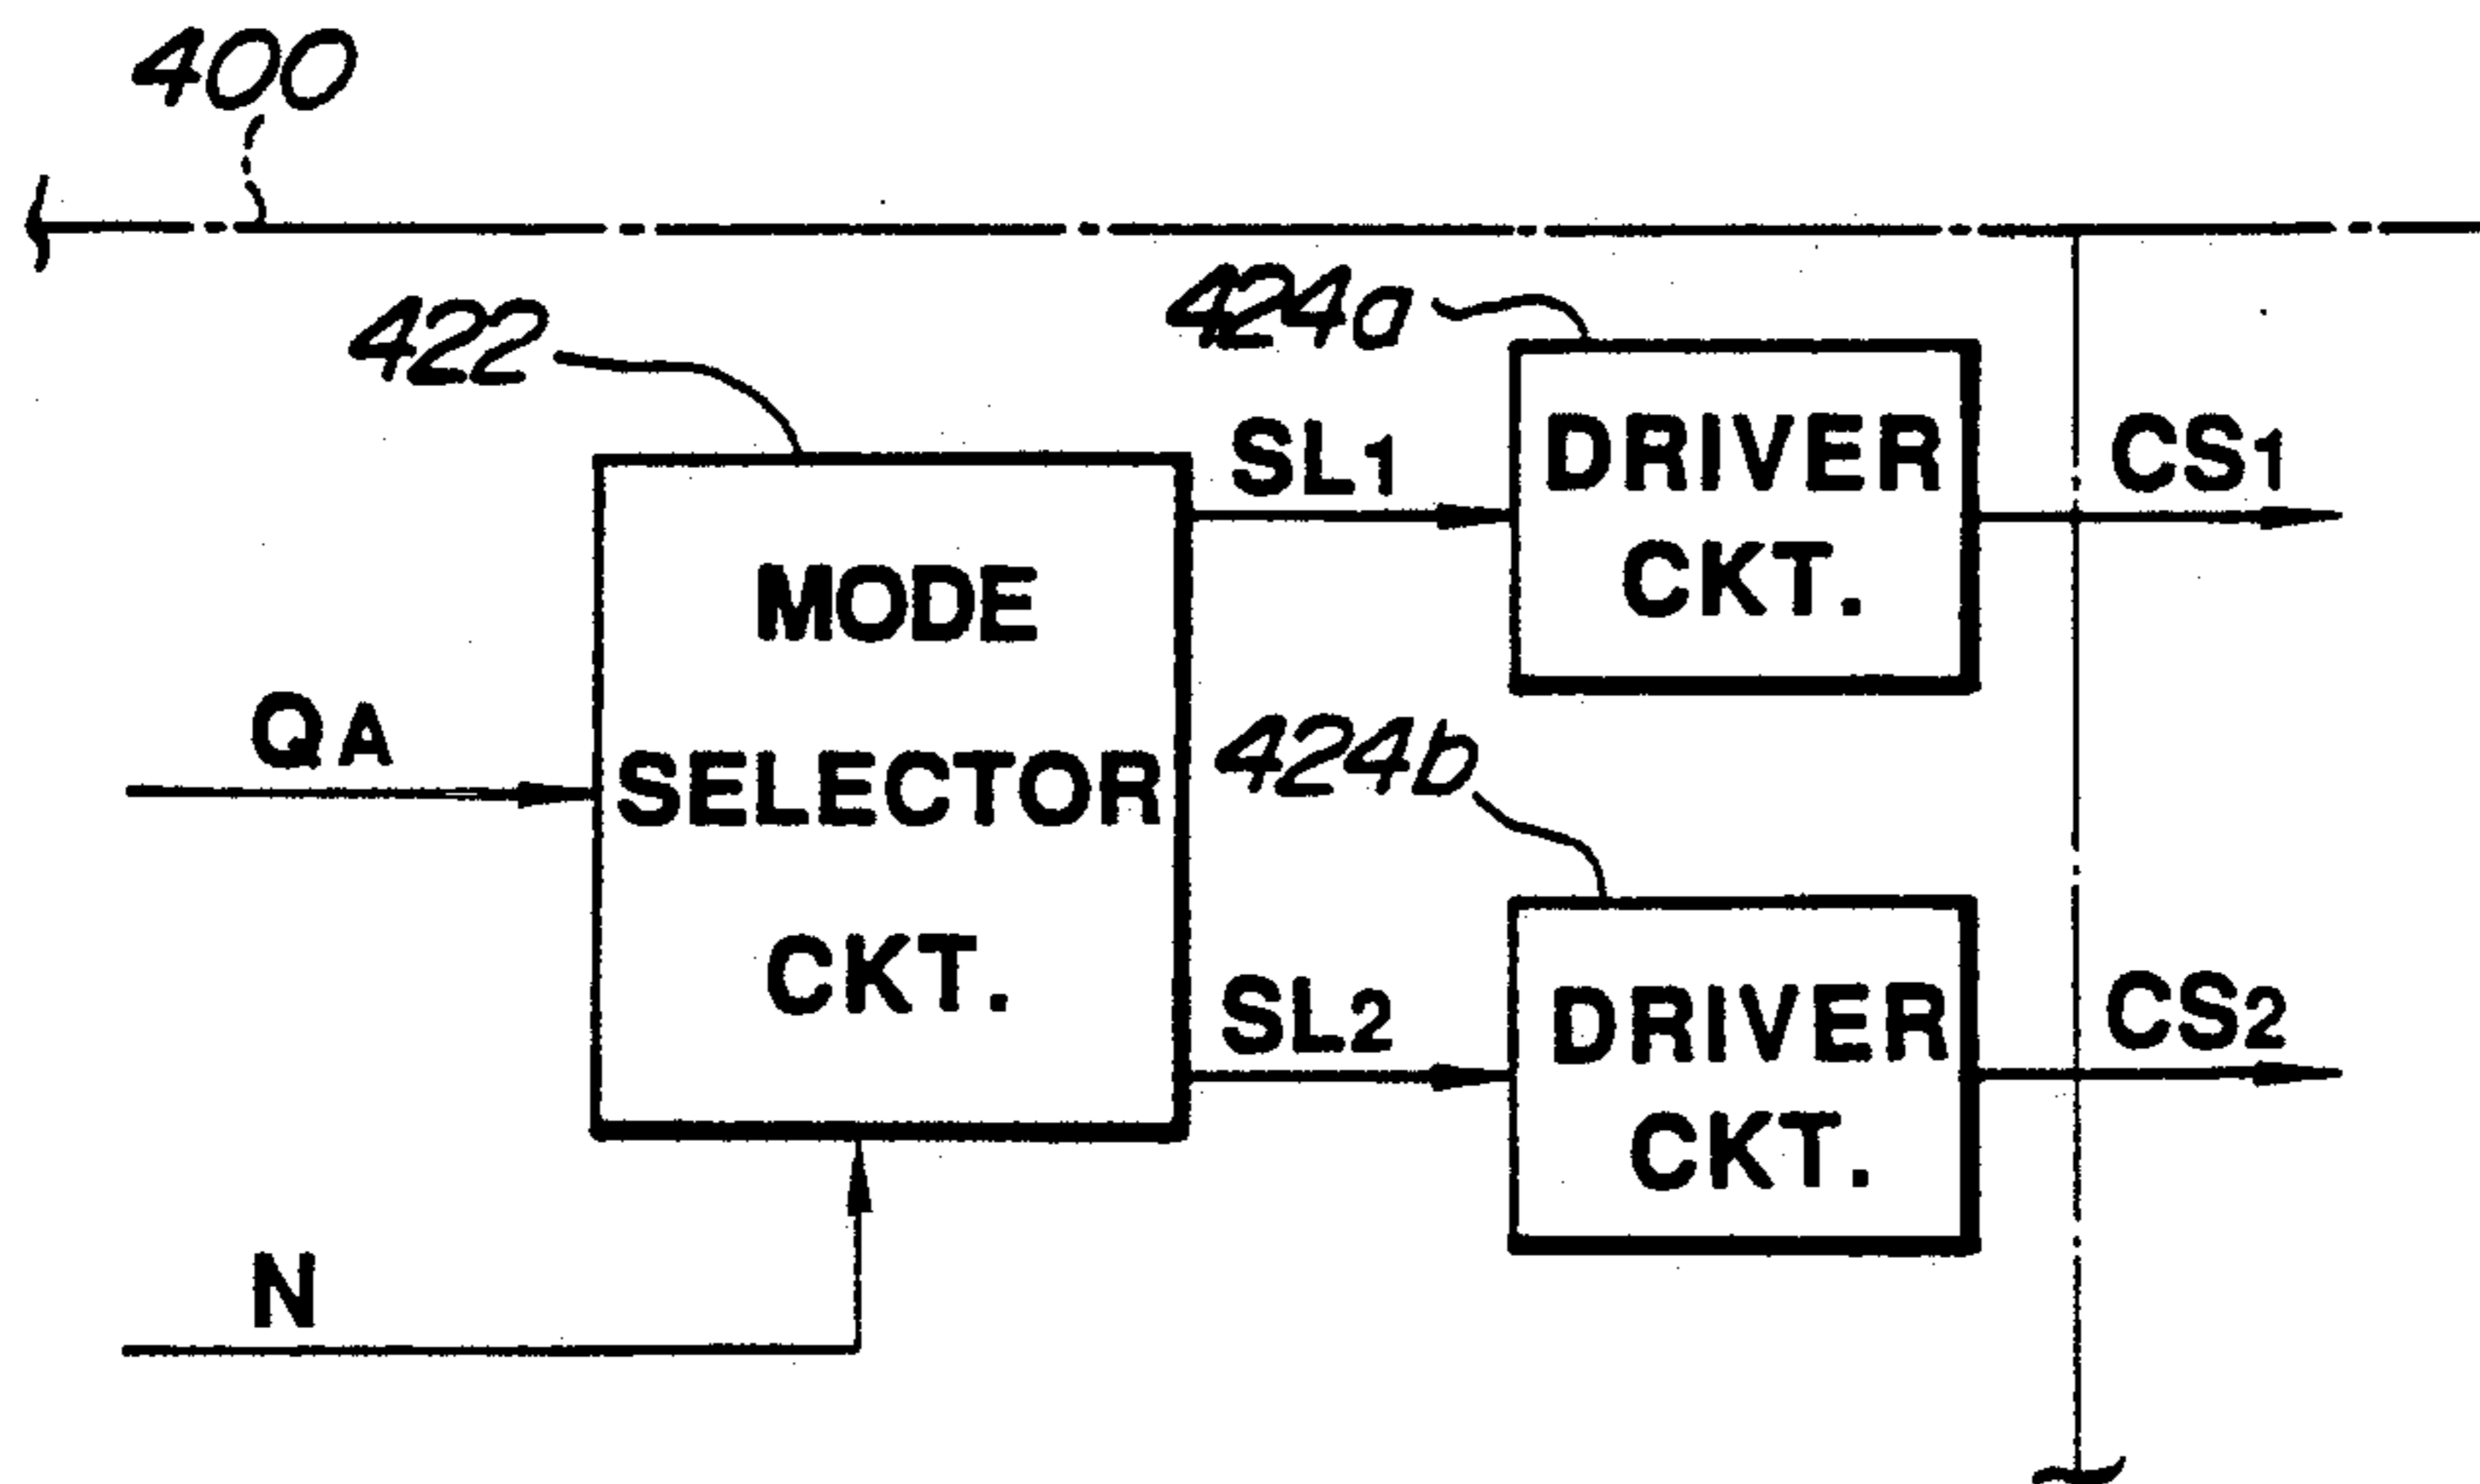 400
422
424a
SL1
DRIVER
CKT.
CS1
MODE
SELECTOR
CKT.
QA
424b
SL2
DRIVER
CKT.
CS2
N